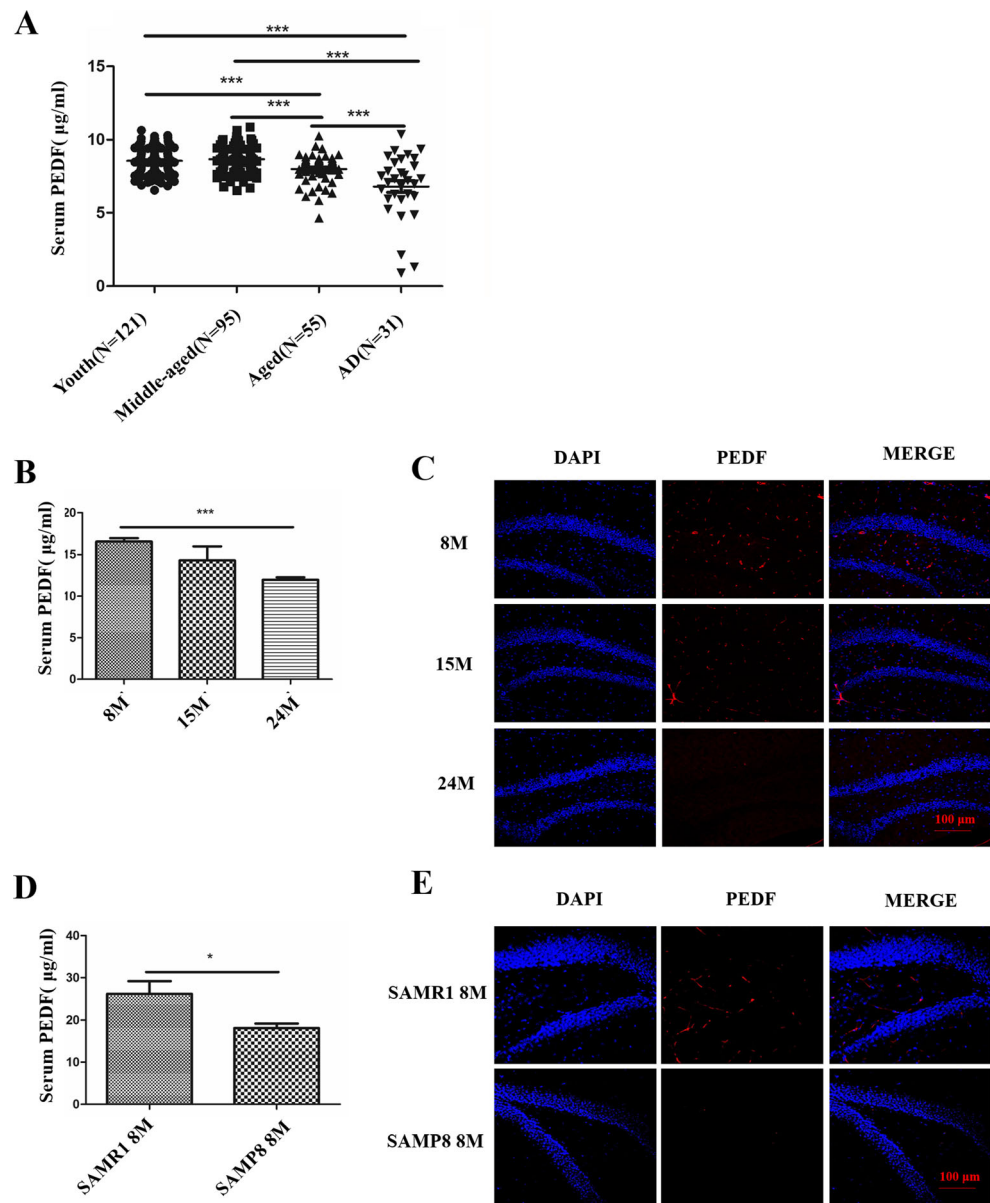 A
***
***
***
***
***
Serum PEDF( µg/ml)
15
10
5
0
Youth(N=121)
Middle-aged(N=95)
Aged(N=55)
AD(N=31)
B
***
Serum PEDF( µg/ml)
20
15
10
5
0
8M
15M
24M
C
DAPI PEDF MERGE
8M
15M
24M
100 µm
D
*
Serum PEDF( µg/ml)
40
30
20
10
0
SAMR1 8M
SAMP8 8M
E
DAPI PEDF MERGE
SAMR1 8M
SAMP8 8M
100 µm